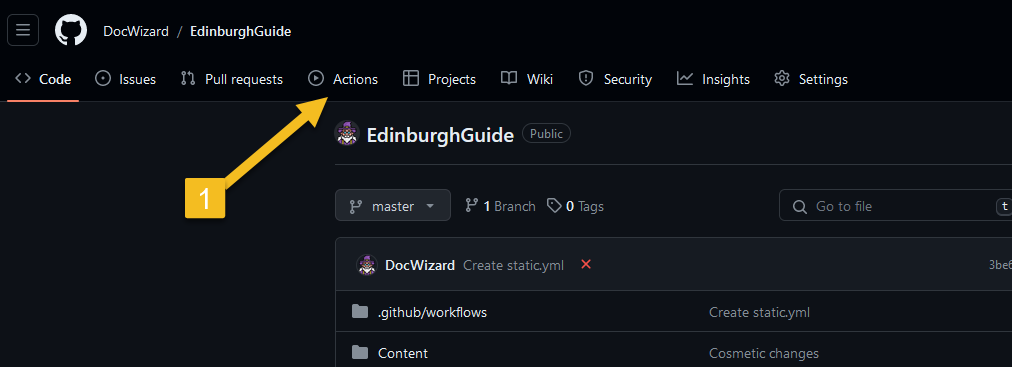 DocWizard / EdinburghGuide
Code Issues Pull requests Actions Projects Wiki Security Insights Settings
EdinburghGuide Public
1
master 1 Branch 0 Tags Go to file t
DocWizard Create static.yml 3be6
.github/workflows Create static.yml
Content Cosmetic changes